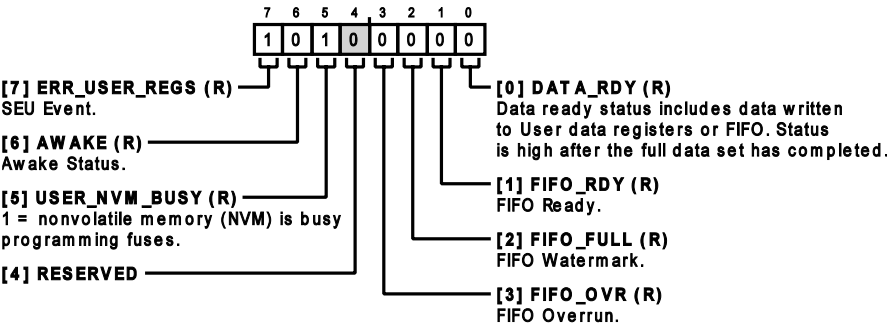 7 6 5 4 3 2 1 0
1 0 1 0 0 0 0 0
[7] ERR_USER_REGS (R)
SEU Event.
[6] AWAKE (R)
Awake Status.
[5] USER_NVM_BUSY (R)
1 = nonvolatile memory (NVM) is busy
programming fuses.
[4] RESERVED
[0] DATA_RDY (R)
Data ready status includes data written
to User data registers or FIFO. Status
is high after the full data set has completed.
[1] FIFO_RDY (R)
FIFO Ready.
[2] FIFO_FULL (R)
FIFO Watermark.
[3] FIFO_OVR (R)
FIFO Overrun.